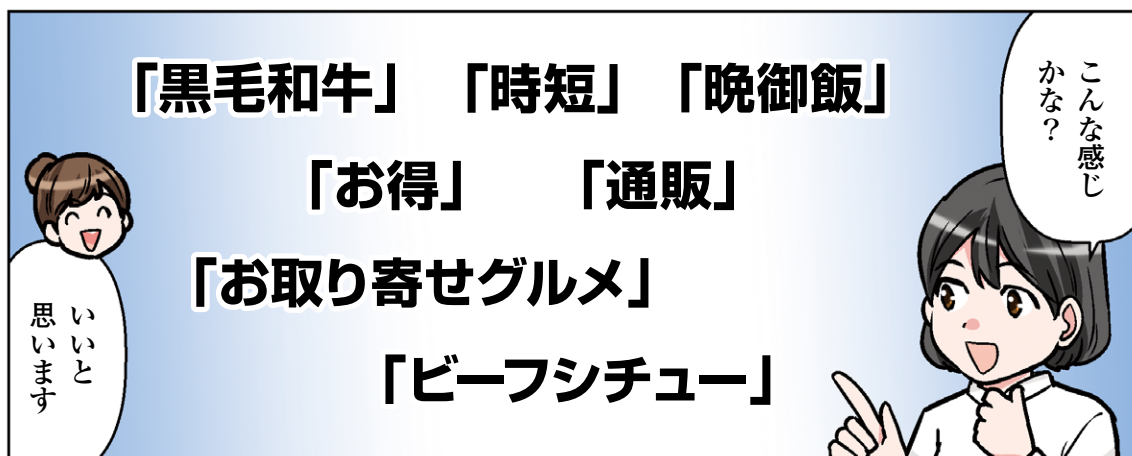 こんな感じ
かな？
「黒毛和牛」 「時短」 「晩御飯」
「お得」 「通販」
「お取り寄せグルメ」
「ビーフシチュー」
いいと
思います